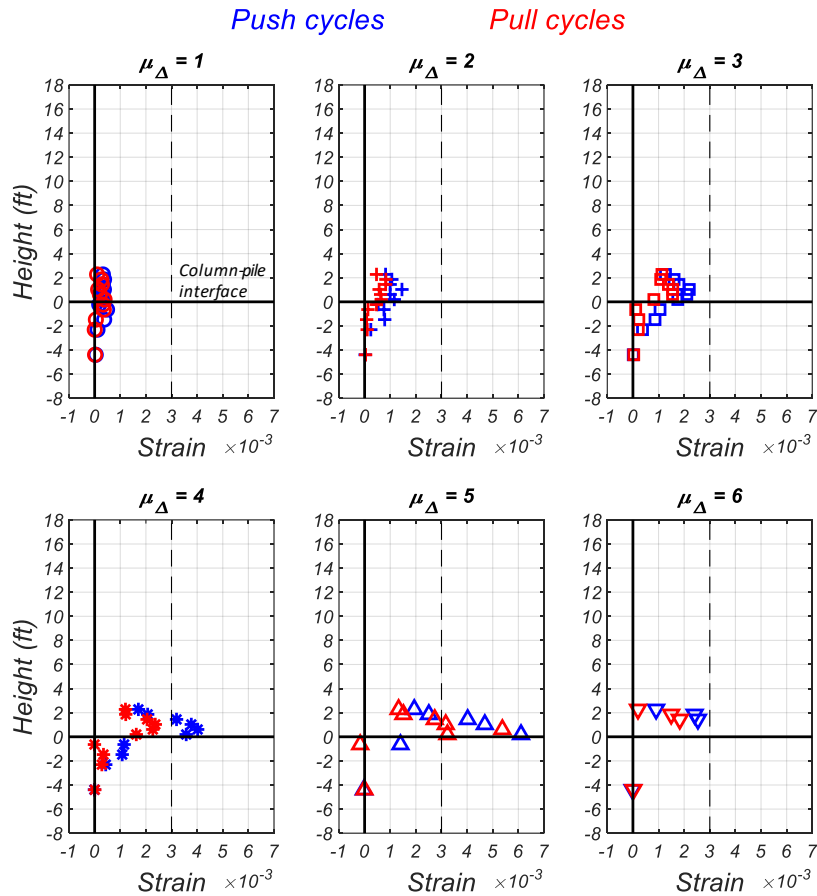 Push cycles Pull cycles
μ_Δ = 1 μ_Δ = 2 μ_Δ = 3
18 18 18
16 16 16
14 14 14
12 12 12
10 10 10
8 8 8
6 6 6
4 4 4
2 2 2
0 0 0
-2 -2 -2
-4 -4 -4
-6 -6 -6
-8 -8 -8
Height (ft)
Column-pile
interface
-1 0 1 2 3 4 5 6 7 -1 0 1 2 3 4 5 6 7 -1 0 1 2 3 4 5 6 7
Strain ×10⁻³ Strain ×10⁻³ Strain ×10⁻³
μ_Δ = 4 μ_Δ = 5 μ_Δ = 6
18 18 18
16 16 16
14 14 14
12 12 12
10 10 10
8 8 8
6 6 6
4 4 4
2 2 2
0 0 0
-2 -2 -2
-4 -4 -4
-6 -6 -6
-8 -8 -8
Height (ft)
-1 0 1 2 3 4 5 6 7 -1 0 1 2 3 4 5 6 7 -1 0 1 2 3 4 5 6 7
Strain ×10⁻³ Strain ×10⁻³ Strain ×10⁻³